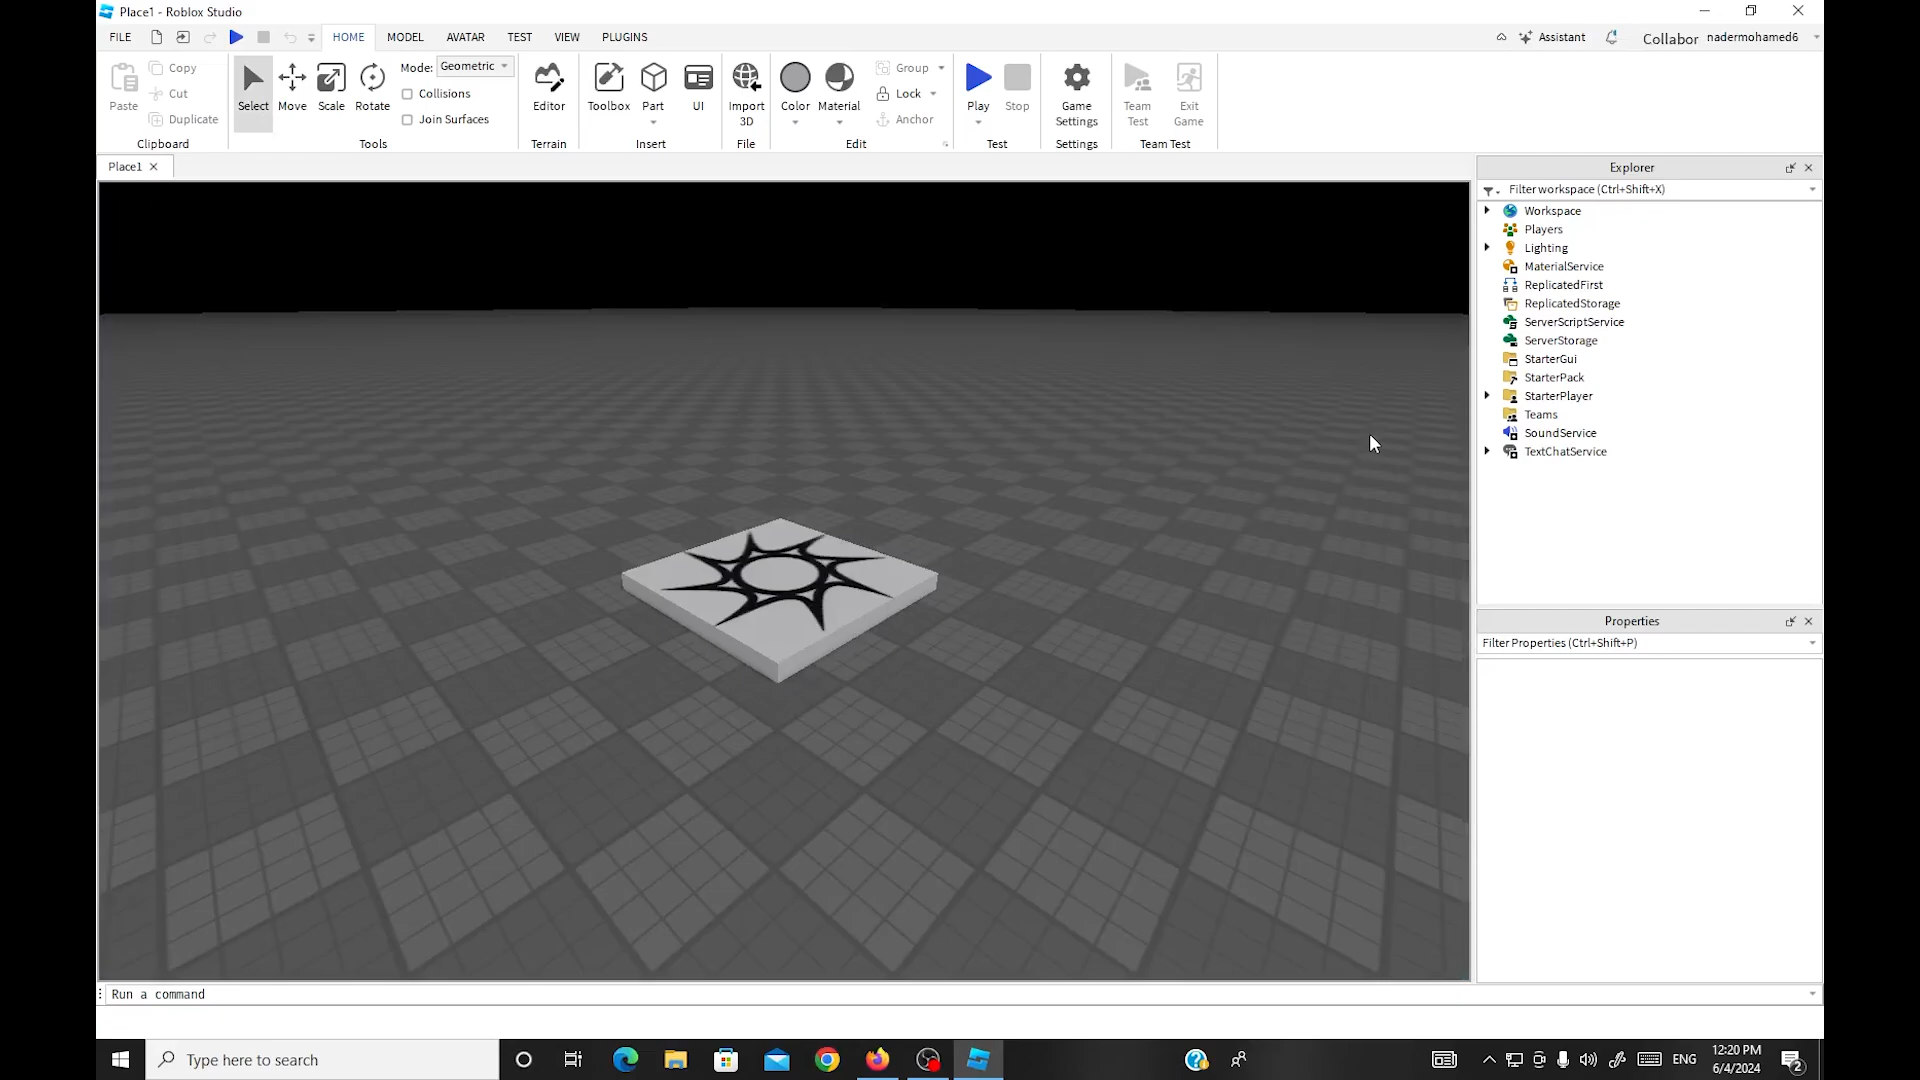 Place1 - Roblox Studio
FILE HOME MODEL AVATAR TEST VIEW PLUGINS Assistant Collabor nadermohamed6
Paste Copy Cut Duplicate
Clipboard
Select Move Scale Rotate
Mode: Geometric
Collisions
Join Surfaces
Tools
Editor
Terrain
Toolbox Part UI
Insert
Import 3D
File
Color Material Group Lock Anchor
Edit
Play Stop
Test
Game Settings
Settings
Team Test Exit Game
Team Test
Place1
Explorer
Filter workspace (Ctrl+Shift+X)
Workspace
Players
Lighting
MaterialService
ReplicatedFirst
ReplicatedStorage
ServerScriptService
ServerStorage
StarterGui
StarterPack
StarterPlayer
Teams
SoundService
TextChatService
Properties
Filter Properties (Ctrl+Shift+P)
Run a command
Type here to search
ENG
12:20 PM
6/4/2024
2